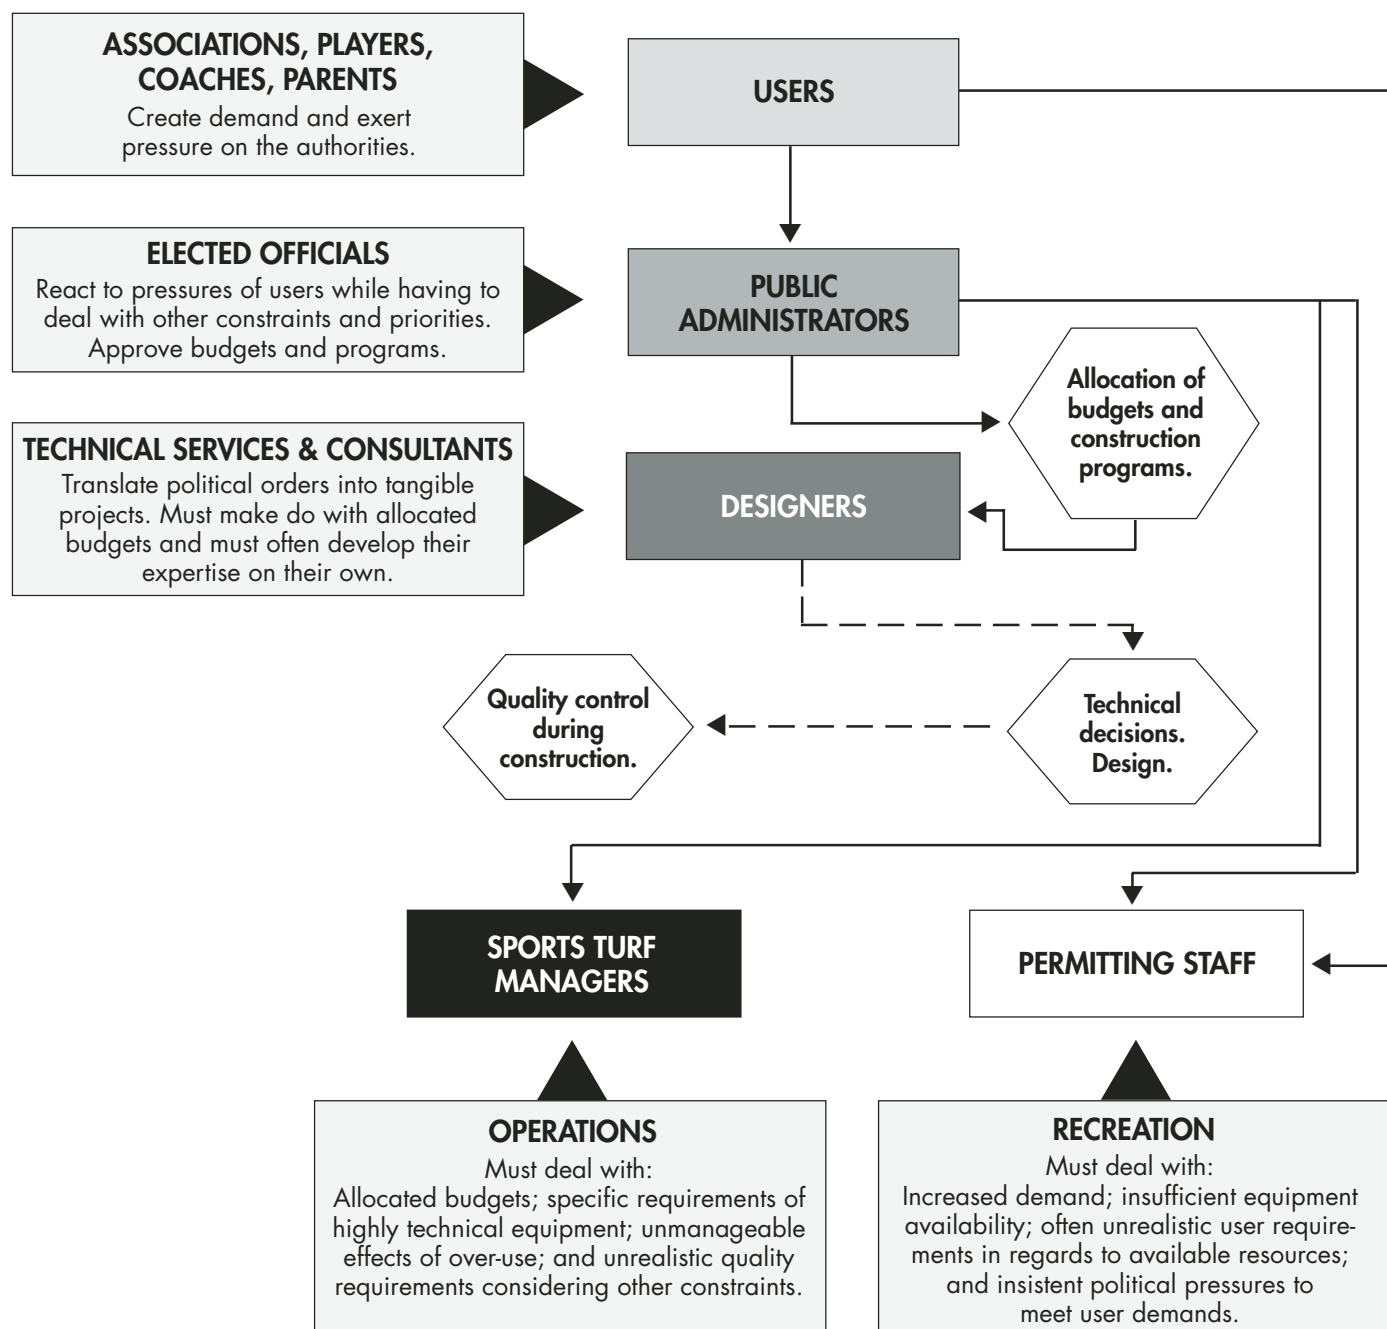 ASSOCIATIONS, PLAYERS,
COACHES, PARENTS
Create demand and exert
pressure on the authorities.
USERS
ELECTED OFFICIALS
React to pressures of users while having to
deal with other constraints and priorities.
Approve budgets and programs.
PUBLIC
ADMINISTRATORS
Allocation of
budgets and
construction
programs.
TECHNICAL SERVICES & CONSULTANTS
Translate political orders into tangible
projects. Must make do with allocated
budgets and must often develop their
expertise on their own.
DESIGNERS
Quality control
during
construction.
Technical
decisions.
Design.
SPORTS TURF
MANAGERS
PERMITTING STAFF
OPERATIONS
Must deal with:
Allocated budgets; specific requirements of
highly technical equipment; unmanageable
effects of over-use; and unrealistic quality
requirements considering other constraints.
RECREATION
Must deal with:
Increased demand; insufficient equipment
availability; often unrealistic user require-
ments in regards to available resources;
and insistent political pressures to
meet user demands.